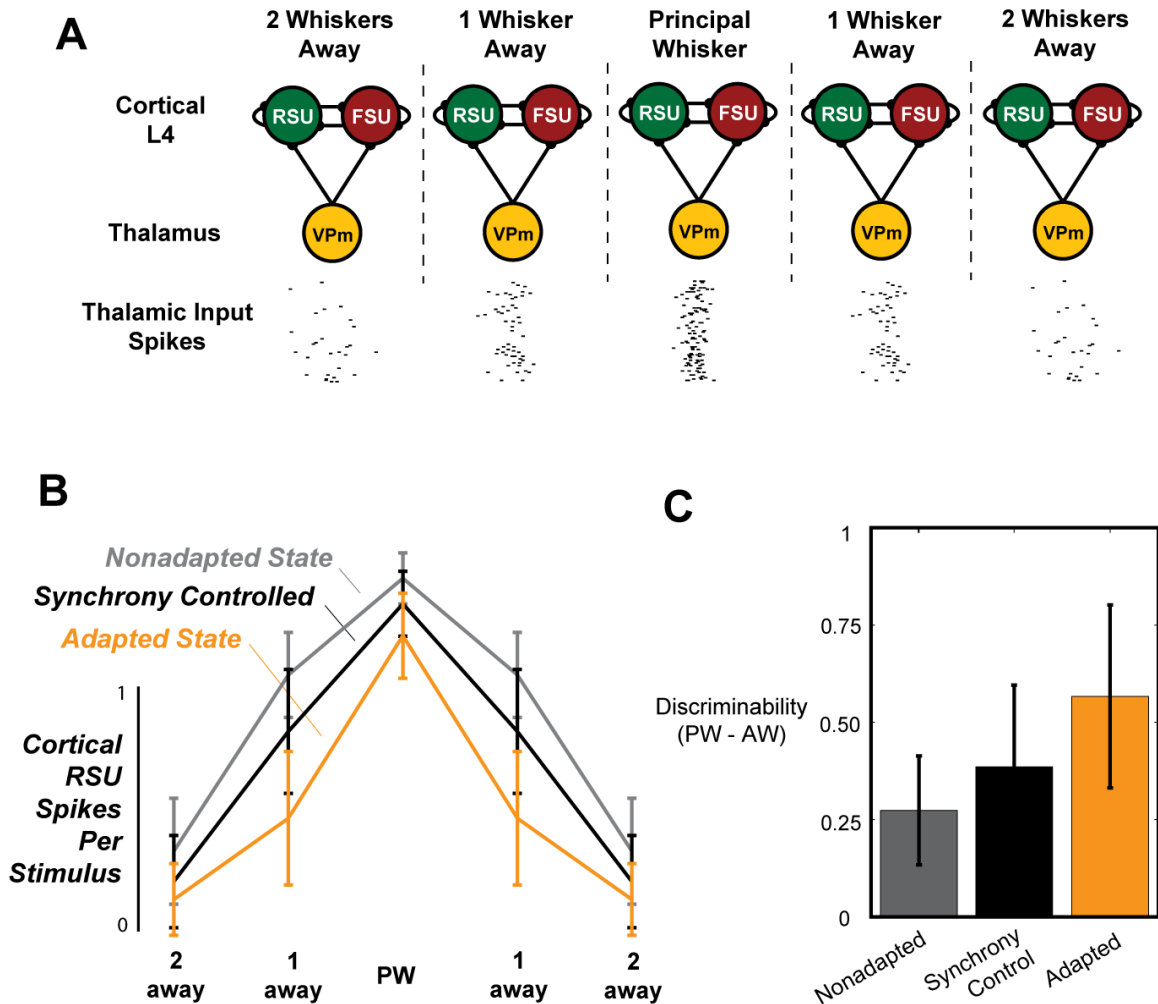 A
2 Whiskers Away
1 Whisker Away
Principal Whisker
1 Whisker Away
2 Whiskers Away
Cortical L4
RSU FSU RSU FSU RSU FSU RSU FSU RSU FSU
Thalamus
VPm VPm VPm VPm VPm
Thalamic Input Spikes
B
Nonadapted State
Synchrony Controlled
Adapted State
1
Cortical
RSU
Spikes
Per
Stimulus
0
2 away
1 away
PW
1 away
2 away
C
1
0.75
0.50
0.25
0
Discriminability
(PW - AW)
Nonadapted
Synchrony Control
Adapted